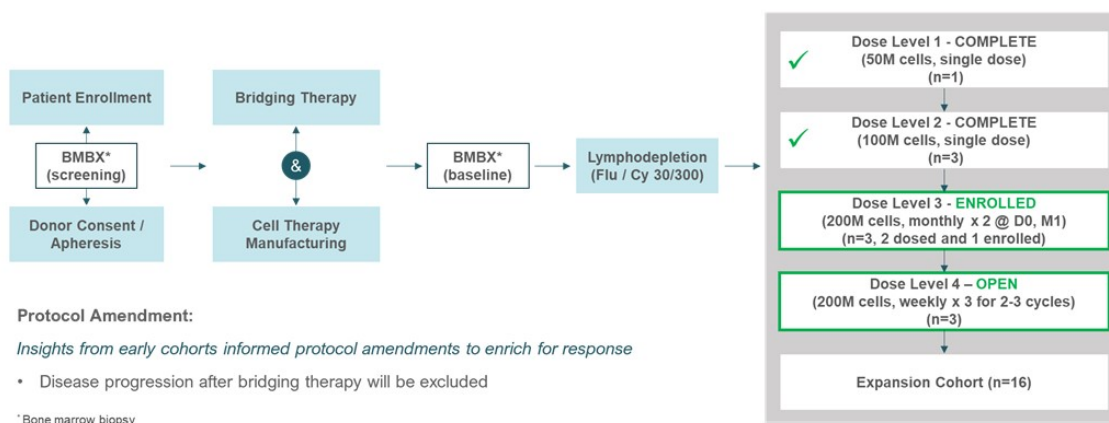 Patient Enrollment
BMBX*
(screening)
Donor Consent /
Apheresis
Bridging Therapy
&
Cell Therapy
Manufacturing
BMBX*
(baseline)
Lymphodepletion
(Flu / Cy 30/300)
Dose Level 1 - COMPLETE
(50M cells, single dose)
(n=1)
Dose Level 2 - COMPLETE
(100M cells, single dose)
(n=3)
Dose Level 3 - ENROLLED
(200M cells, monthly x 2 @ D0, M1)
(n=3, 2 dosed and 1 enrolled)
Dose Level 4 – OPEN
(200M cells, weekly x 3 for 2-3 cycles)
(n=3)
Expansion Cohort (n=16)
Protocol Amendment:
Insights from early cohorts informed protocol amendments to enrich for response
• Disease progression after bridging therapy will be excluded
* Bone marrow biopsy